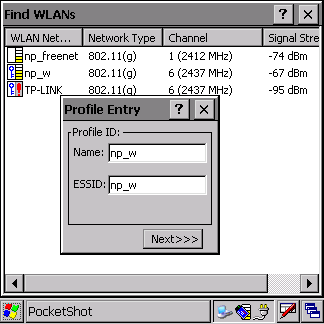 Find WLANs ? ×
WLAN Net... Network Type Channel Signal Stre
np_freenet 802.11(g) 1 (2412 MHz) -74 dBm
np_w 802.11(g) 6 (2437 MHz) -67 dBm
TP-LINK 802.11(g) 6 (2437 MHz) -95 dBm
Profile Entry ? ×
Profile ID:
Name: np_w
ESSID: np_w
Next>>>
PocketShot